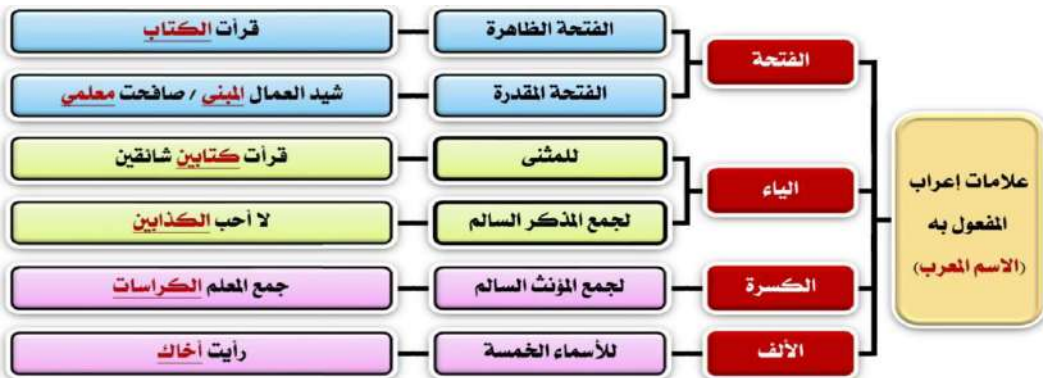 علامات إعراب
المفعول به
(الاسم المعرب)
الفتحة
الفتحة الظاهرة
قرأت الكتاب
الفتحة المقدرة
شيد العمال المبنى / صافحت معلمي
الياء
للمثنى
قرأت كتابين شائقين
لجمع المذكر السالم
لا أحب الكذابين
الكسرة
لجمع المؤنث السالم
جمع المعلم الكراسات
الألف
للأسماء الخمسة
رأيت أخاك